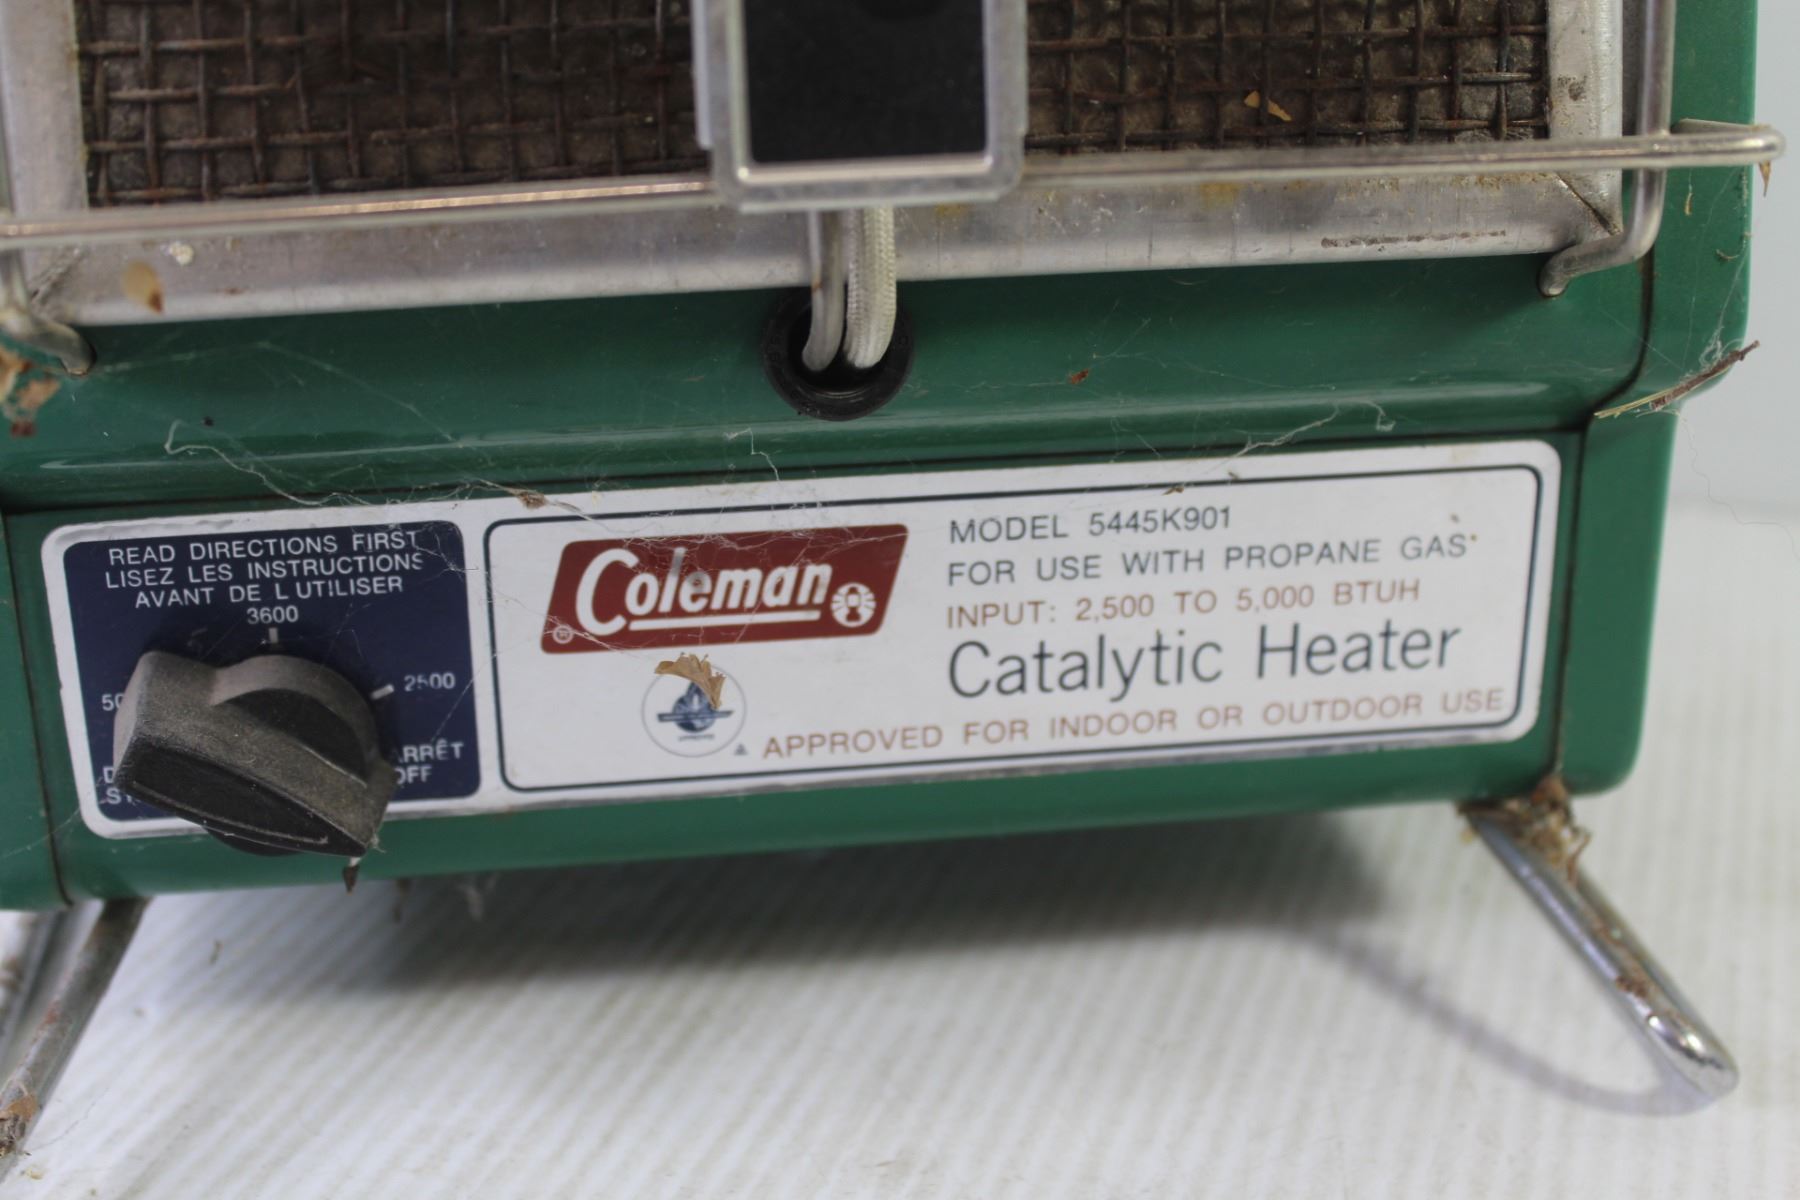 READ DIRECTIONS FIRST
LISEZ LES INSTRUCTIONS
AVANT DE L'UTILISER
3600
2500
ARRÊT
OFF
Coleman
MODEL 5445K901
FOR USE WITH PROPANE GAS
INPUT: 2,500 TO 5,000 BTUH
Catalytic Heater
APPROVED FOR INDOOR OR OUTDOOR USE